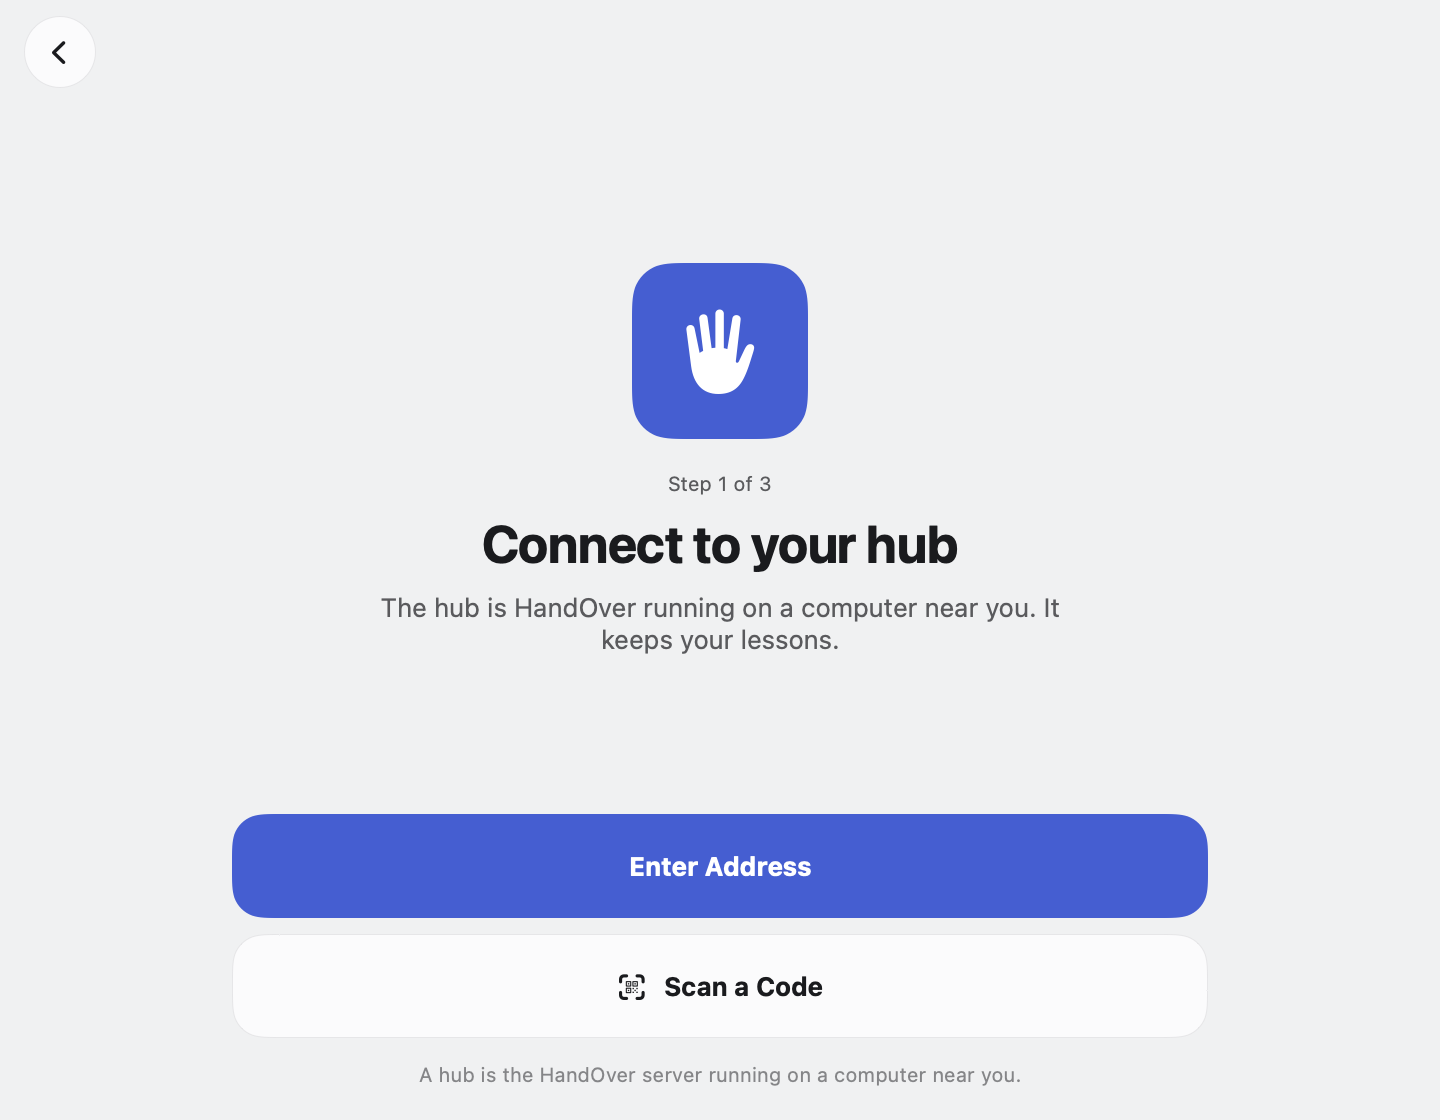 Step 1 of 3
Connect to your hub
The hub is HandOver running on a computer near you. It
keeps your lessons.
Enter Address
Scan a Code
A hub is the HandOver server running on a computer near you.